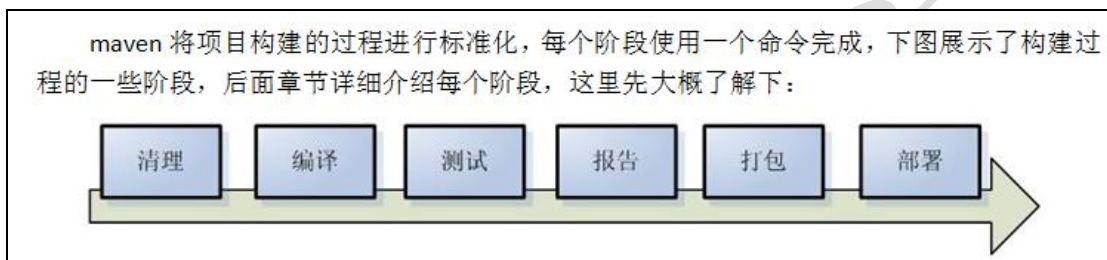 maven 将项目构建的过程进行标准化，每个阶段使用一个命令完成，下图展示了构建过
程的一些阶段，后面章节详细介绍每个阶段，这里先大概了解下：
清理 编译 测试 报告 打包 部署